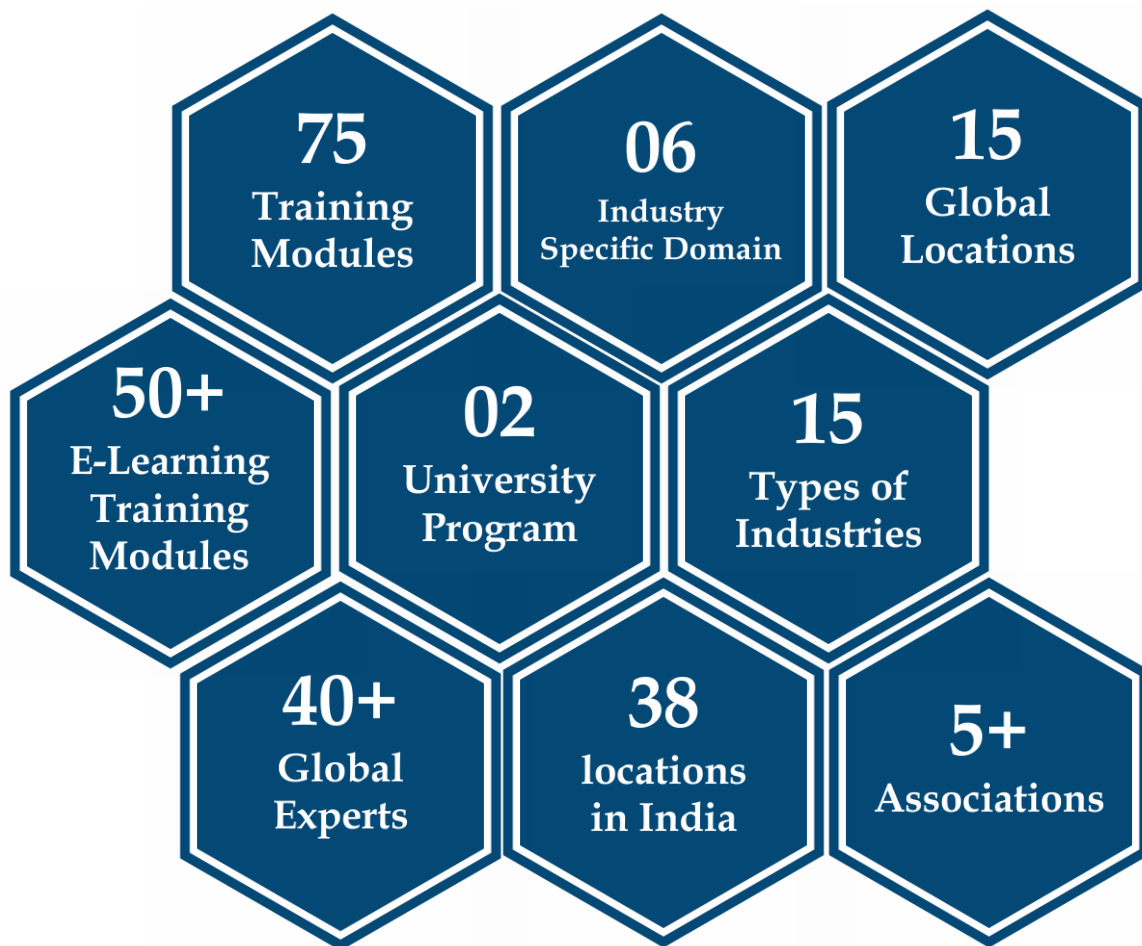 75
Training
Modules
06
Industry
Specific Domain
15
Global
Locations
50+
E-Learning
Training
Modules
02
University
Program
15
Types of
Industries
40+
Global
Experts
38
locations
in India
5+
Associations